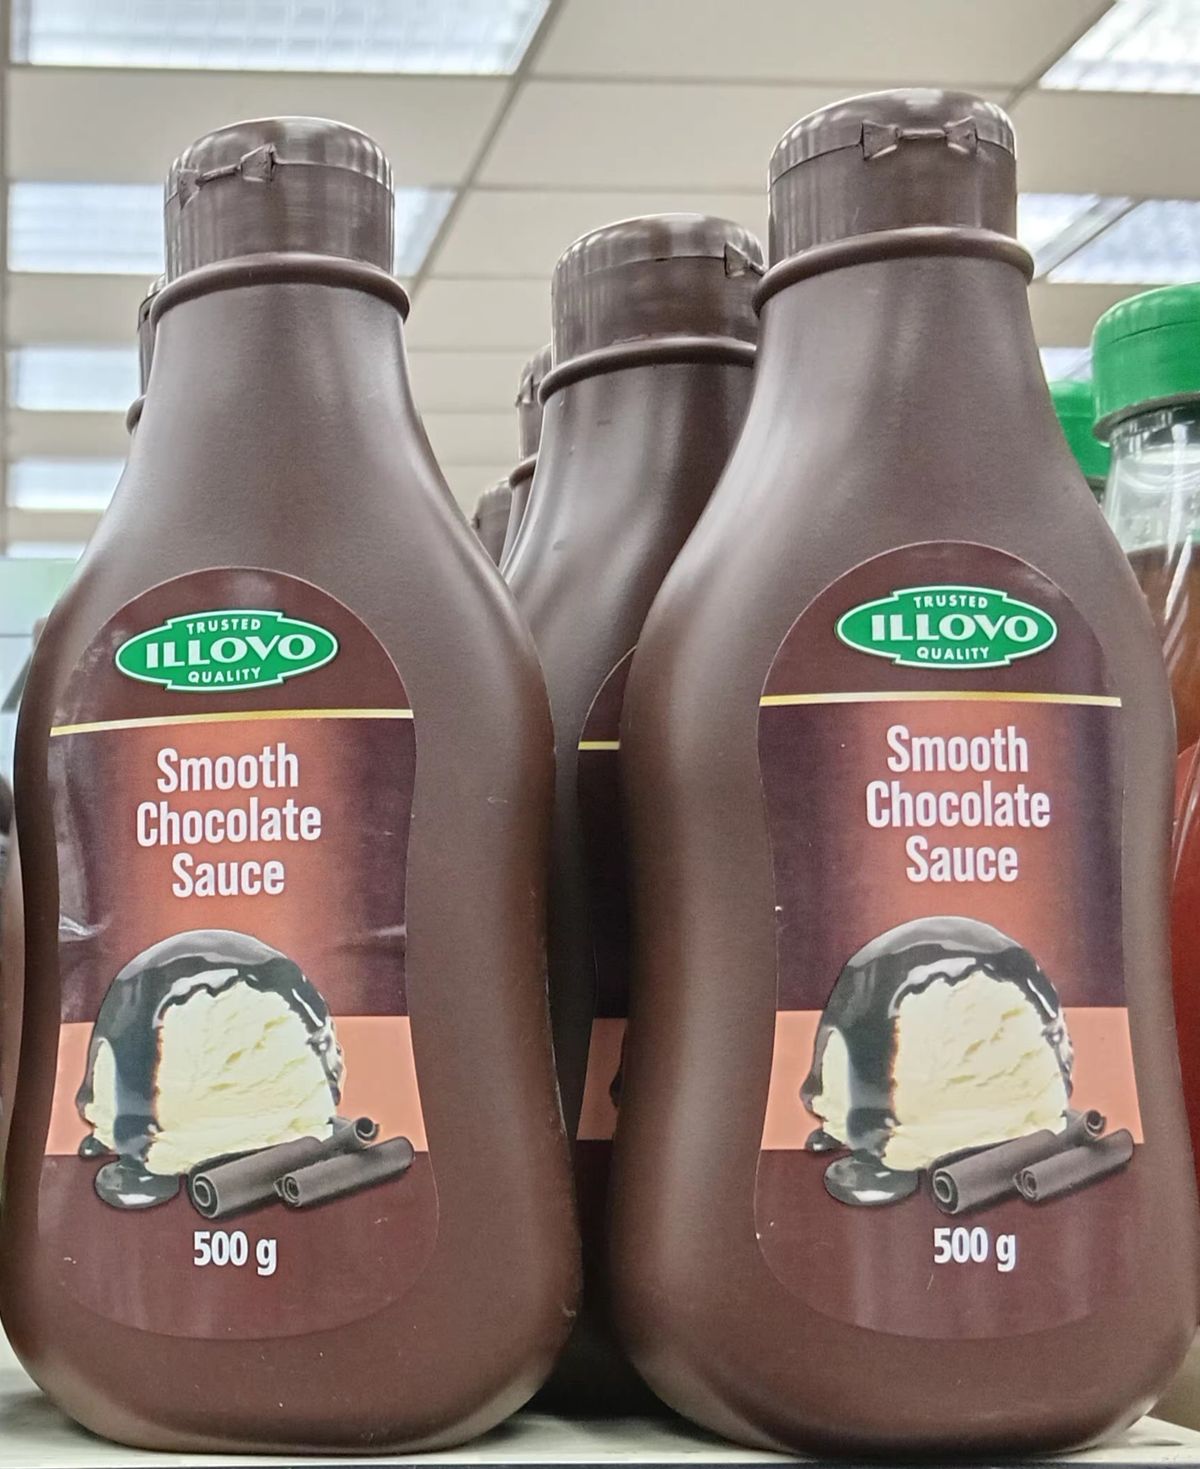 TRUSTED
ILLOVO
QUALITY
Smooth
Chocolate
Sauce
500 g
TRUSTED
ILLOVO
QUALITY
Smooth
Chocolate
Sauce
500 g